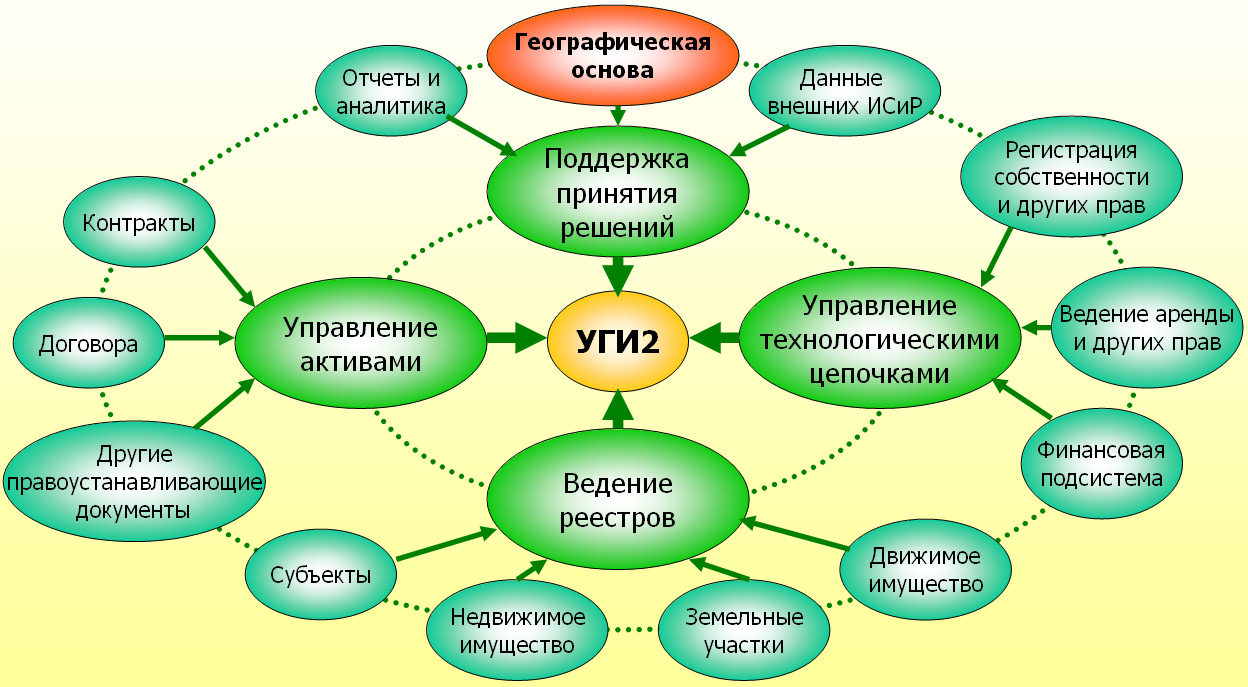 Географическая
основа
Отчеты и
аналитика
Данные
внешних ИСиР
Поддержка
принятия
решений
Регистрация
собственности
и других прав
Контракты
Договора
Управление
активами
УГИ2
Управление
технологическими
цепочками
Ведение аренды
и других прав
Другие
правоустанавливающие
документы
Ведение
реестров
Финансовая
подсистема
Субъекты
Недвижимое
имущество
Земельные
участки
Движимое
имущество